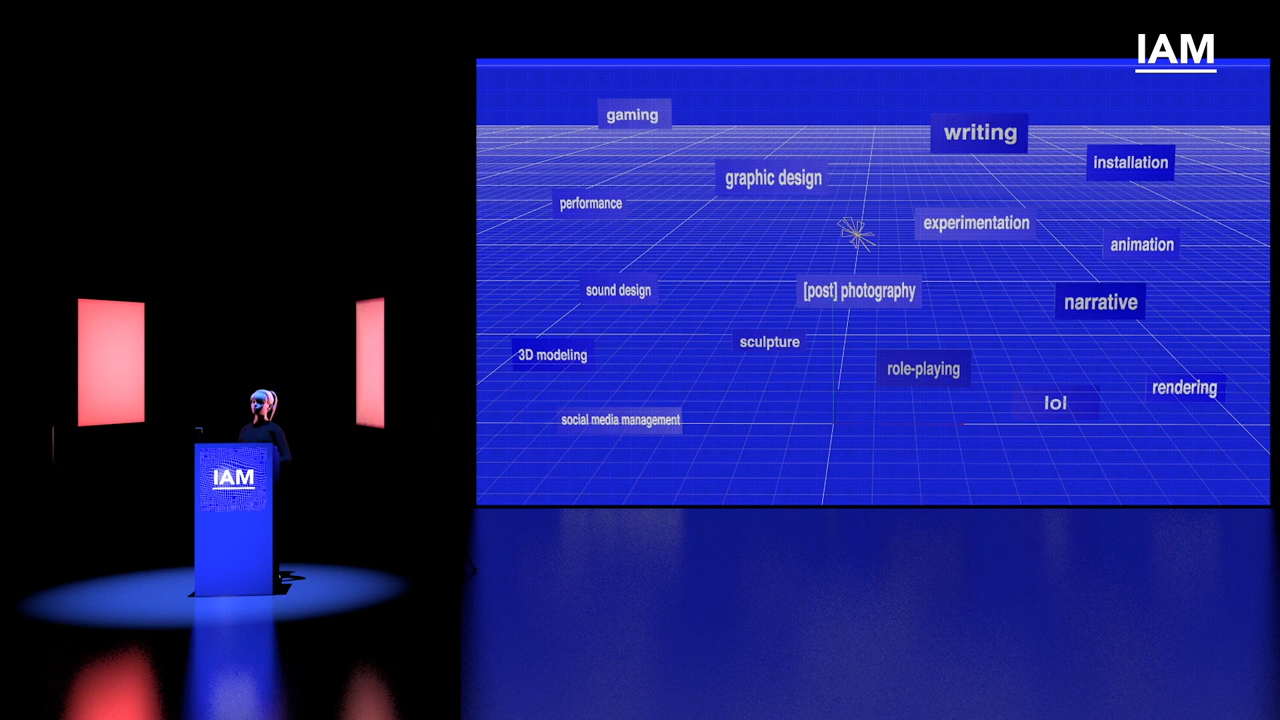 IAM
gaming
writing
installation
graphic design
performance
experimentation
animation
sound design
[post] photography
narrative
sculpture
3D modeling
role-playing
rendering
lol
social media management
IAM